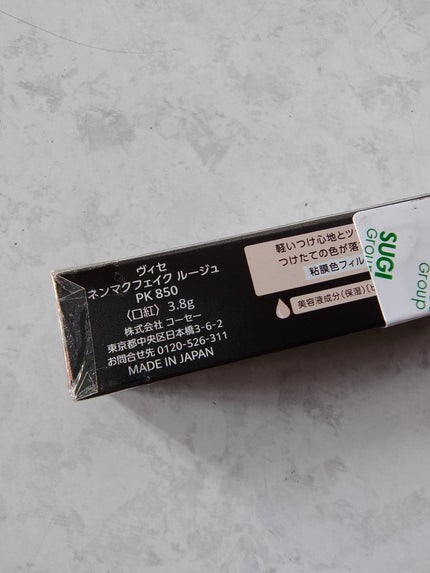 ヴィセ
ネンマクフェイク ルージュ
PK 850
〈口紅〉 3.8g
株式会社 コーセー
東京都中央区日本橋3-6-2
お問合せ先 0120-526-311
MADE IN JAPAN
軽いつけ心地とツ
つけたての色が落
粘膜色フィル
美容液成分(保湿)
SUGI
Group
Group